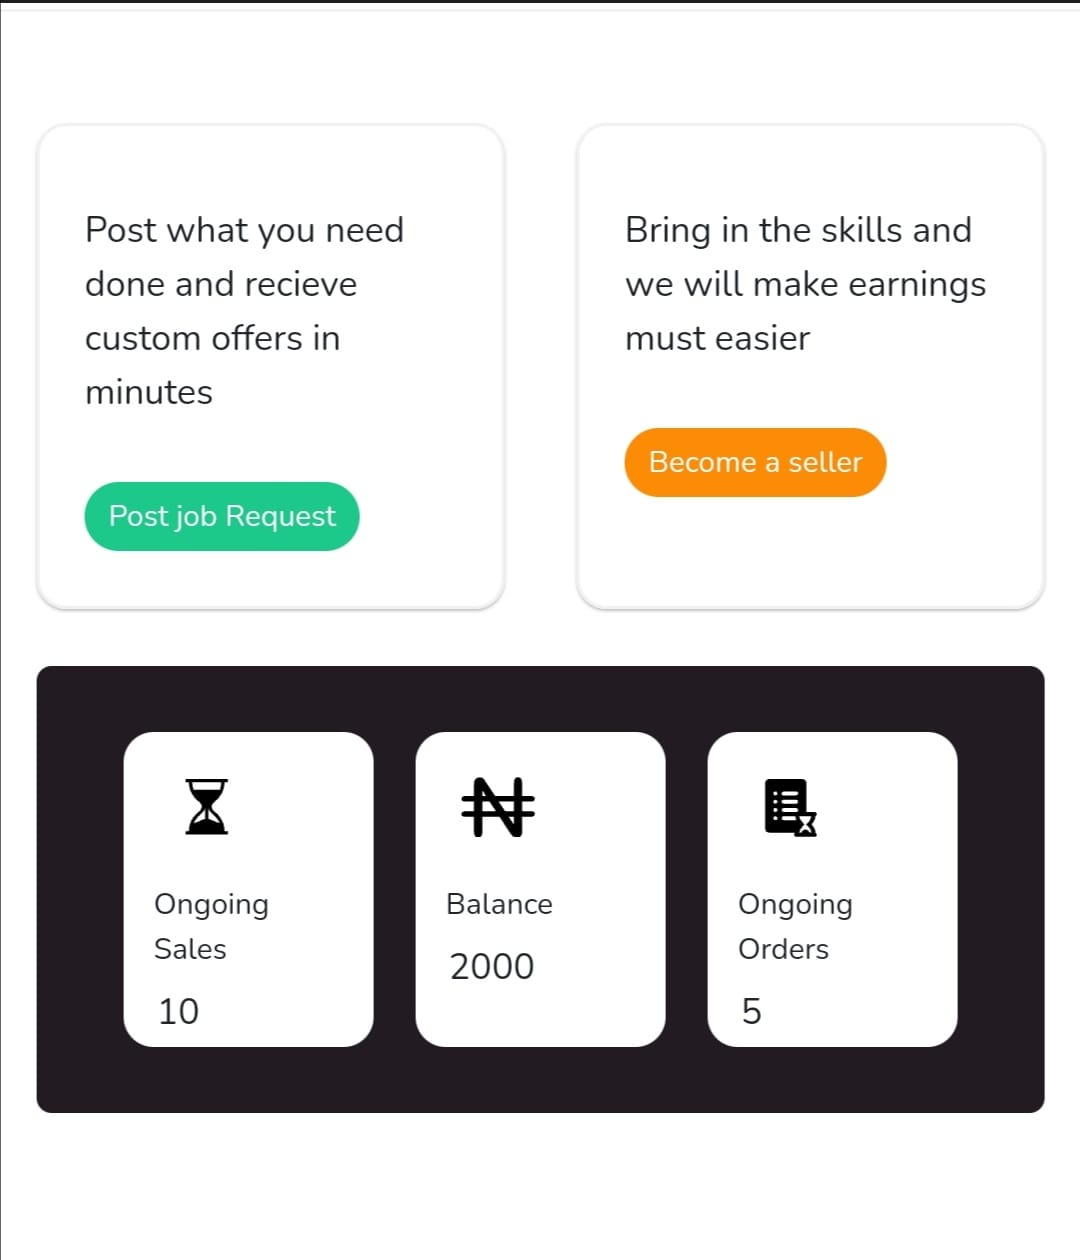 Post what you need
done and recieve
custom offers in
minutes
Post job Request
Bring in the skills and
we will make earnings
must easier
Become a seller
₦
Ongoing
Sales
10
Balance
2000
Ongoing
Orders
5